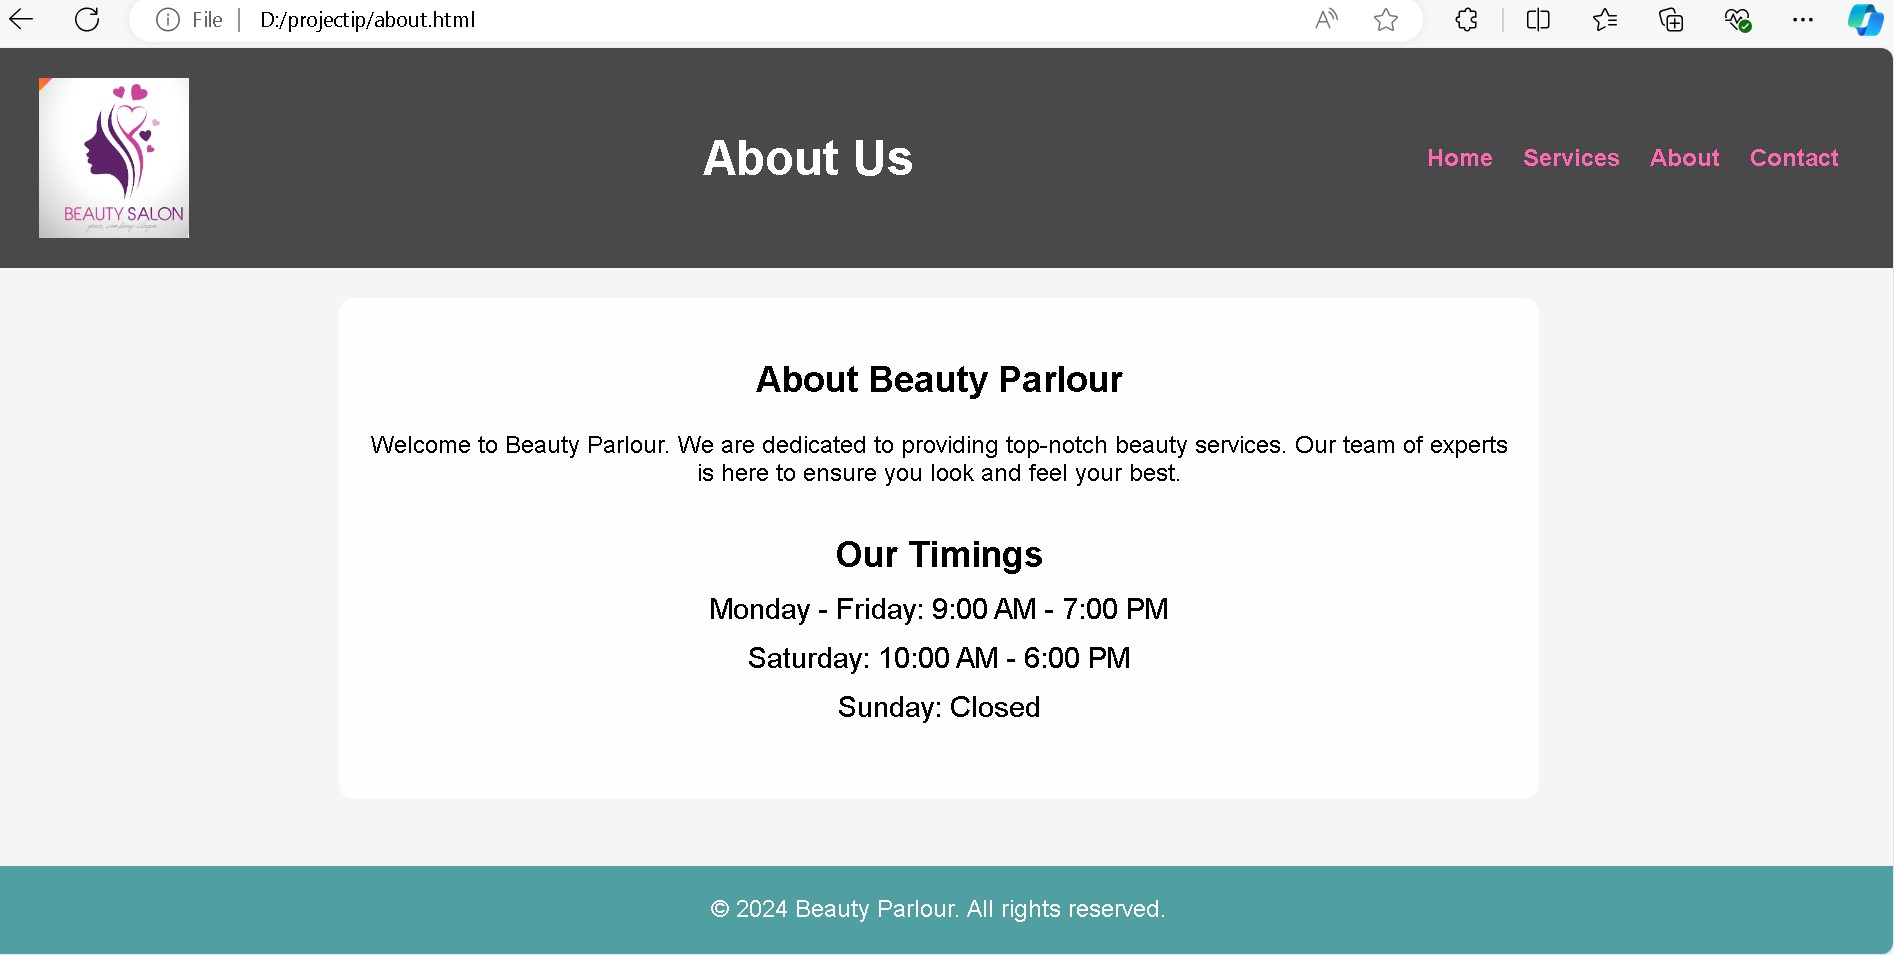 File
D:/projectip/about.html
BEAUTY SALON
About Us
Home Services About Contact
About Beauty Parlour
Welcome to Beauty Parlour. We are dedicated to providing top-notch beauty services. Our team of experts
is here to ensure you look and feel your best.
Our Timings
Monday - Friday: 9:00 AM - 7:00 PM
Saturday: 10:00 AM - 6:00 PM
Sunday: Closed
© 2024 Beauty Parlour. All rights reserved.